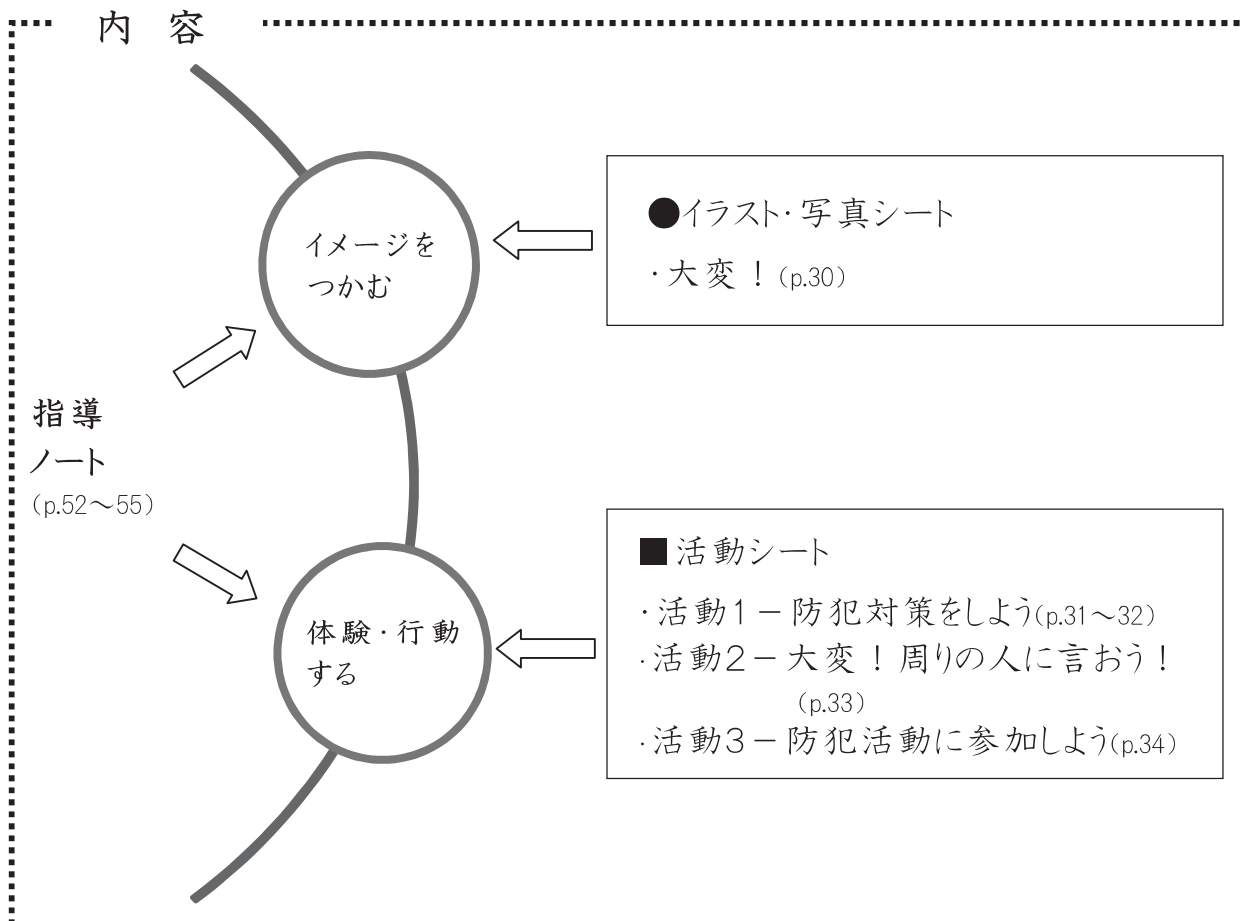 内　容
イメージを
つかむ
●イラスト・写真シート
・大変！(p.30)
指導
ノート
(p.52～55)
体験・行動
する
■活動シート
・活動１－防犯対策をしよう(p.31～32)
・活動２－大変！周りの人に言おう！
(p.33)
・活動３－防犯活動に参加しよう(p.34)